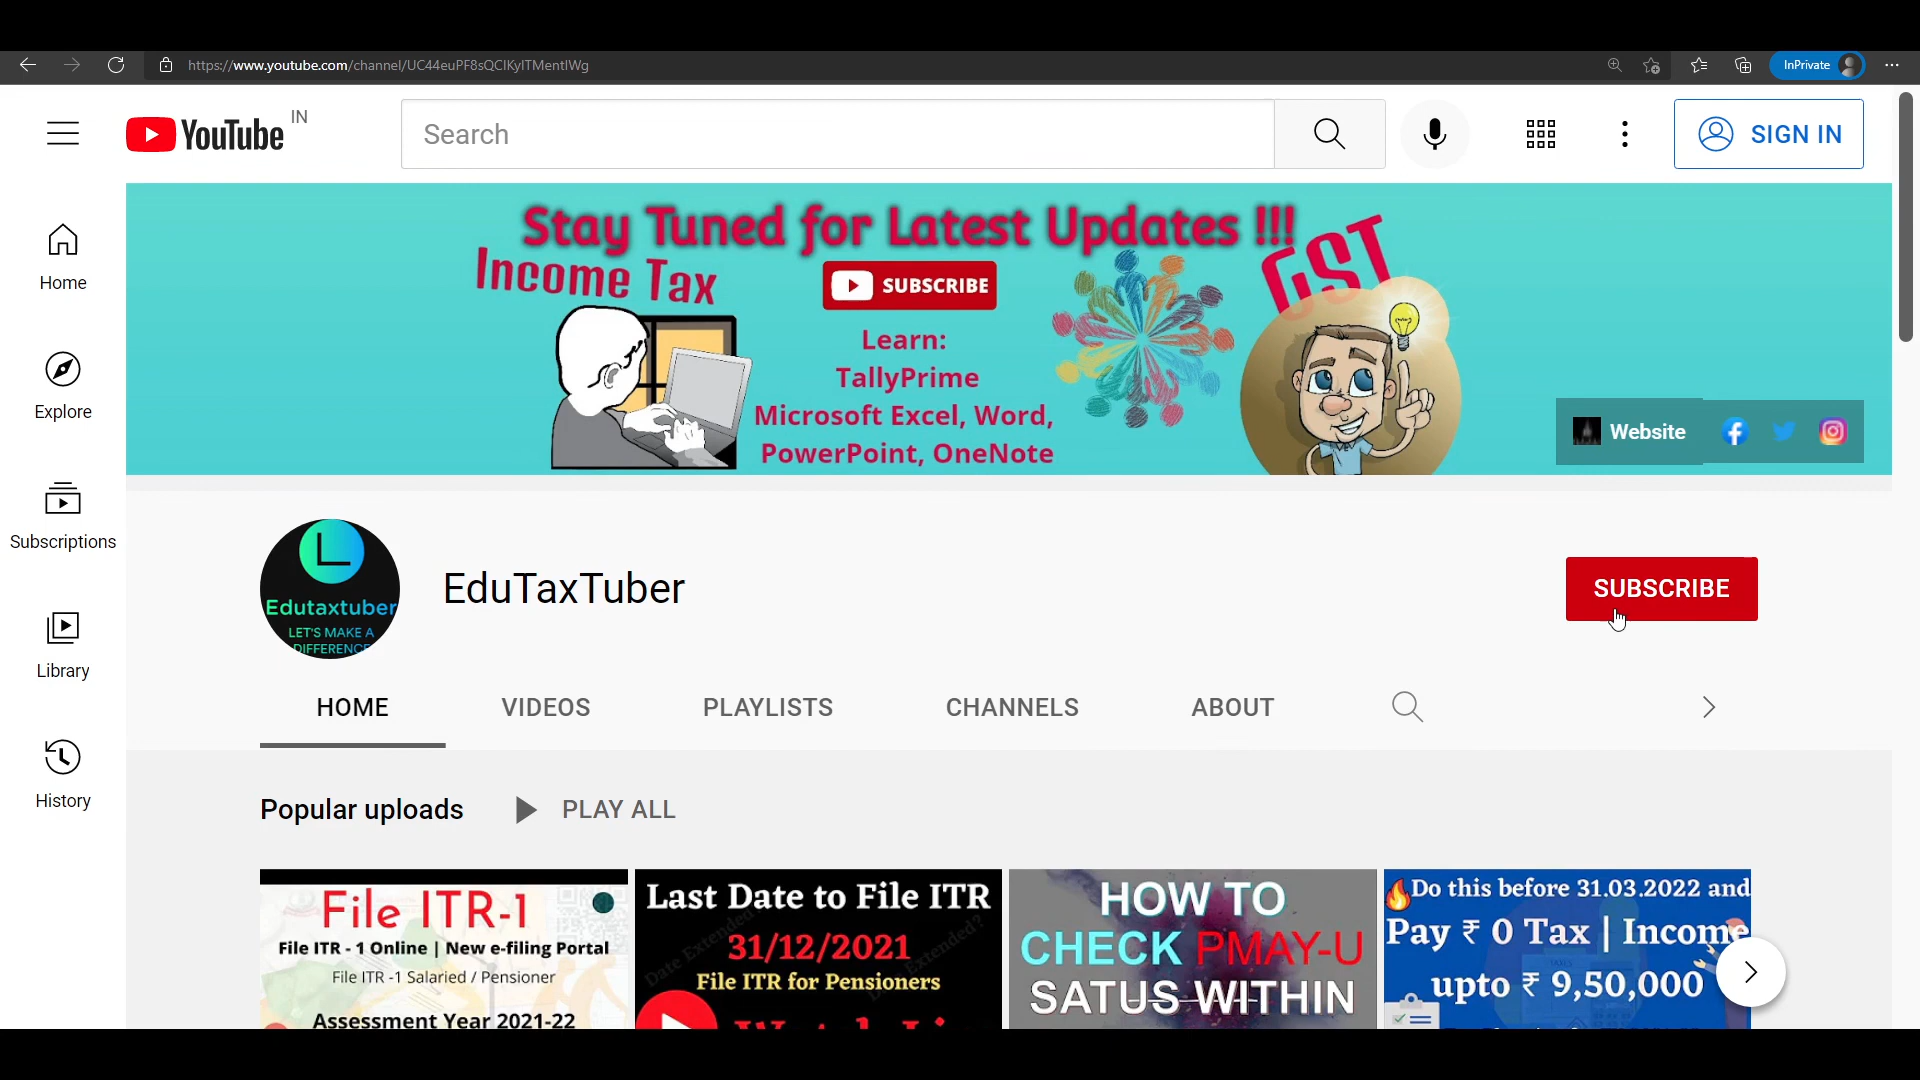 https://www.youtube.com/channel/UC44euPF8sQCIKyITMentIWg
InPrivate
YouTube IN
Search
SIGN IN
Home
Explore
Subscriptions
Library
History
Stay Tuned for Latest Updates !!!
Income Tax
GST
SUBSCRIBE
Learn:
TallyPrime
Microsoft Excel, Word,
PowerPoint, OneNote
Website
L
Edutaxtuber
LET'S MAKE A
DIFFERENCE
EduTaxTuber
SUBSCRIBE
HOME VIDEOS PLAYLISTS CHANNELS ABOUT
Popular uploads PLAY ALL
File ITR-1
File ITR - 1 Online | New e-filing Portal
File ITR -1 Salaried / Pensioner
Assessment Year 2021-22
Last Date to File ITR
31/12/2021
File ITR for Pensioners
HOW TO
CHECK PMAY-U
SATUS WITHIN
Do this before 31.03.2022 and
Pay ₹ 0 Tax | Income
upto ₹ 9,50,000